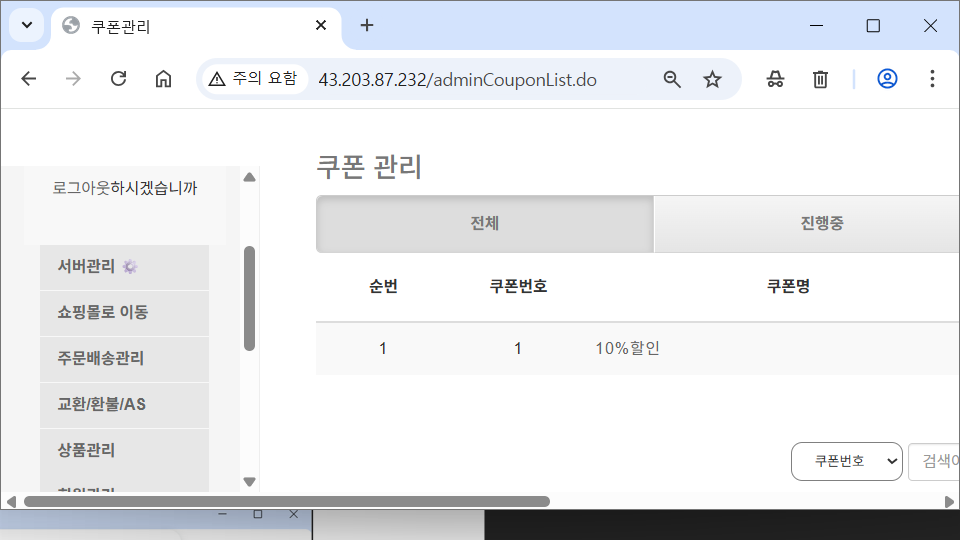 쿠폰관리
주의 요함 43.203.87.232/adminCouponList.do
쿠폰 관리
로그아웃하시겠습니까
전체 진행중
서버관리
쇼핑몰로 이동
주문배송관리
교환/환불/AS
상품관리
순번 쿠폰번호 쿠폰명
1 1 10%할인
쿠폰번호